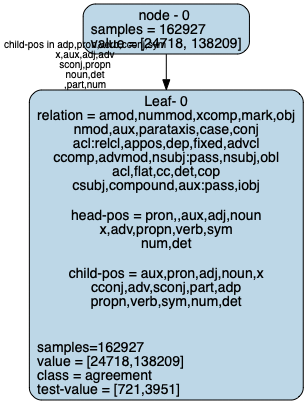 node - 0
samples = 162927
value = [24718, 138209]
child-pos in adp,pron,
x,aux,adj,adv
sconj,propn
noun,det
,part,num
Leaf- 0
relation = amod,nummod,xcomp,mark,obj
nmod,aux,parataxis,case,conj
acl:relcl,appos,dep,fixed,advcl
ccomp,advmod,nsubj:pass,nsubj,obl
acl,flat,cc,det,cop
csubj,compound,aux:pass,iobj
head-pos = pron,,aux,adj,noun
x,adv,propn,verb,sym
num,det
child-pos = aux,pron,adj,noun,x
cconj,adv,sconj,part,adp
propn,verb,sym,num,det
samples=162927
value = [24718,138209]
class = agreement
test-value = [721,3951]